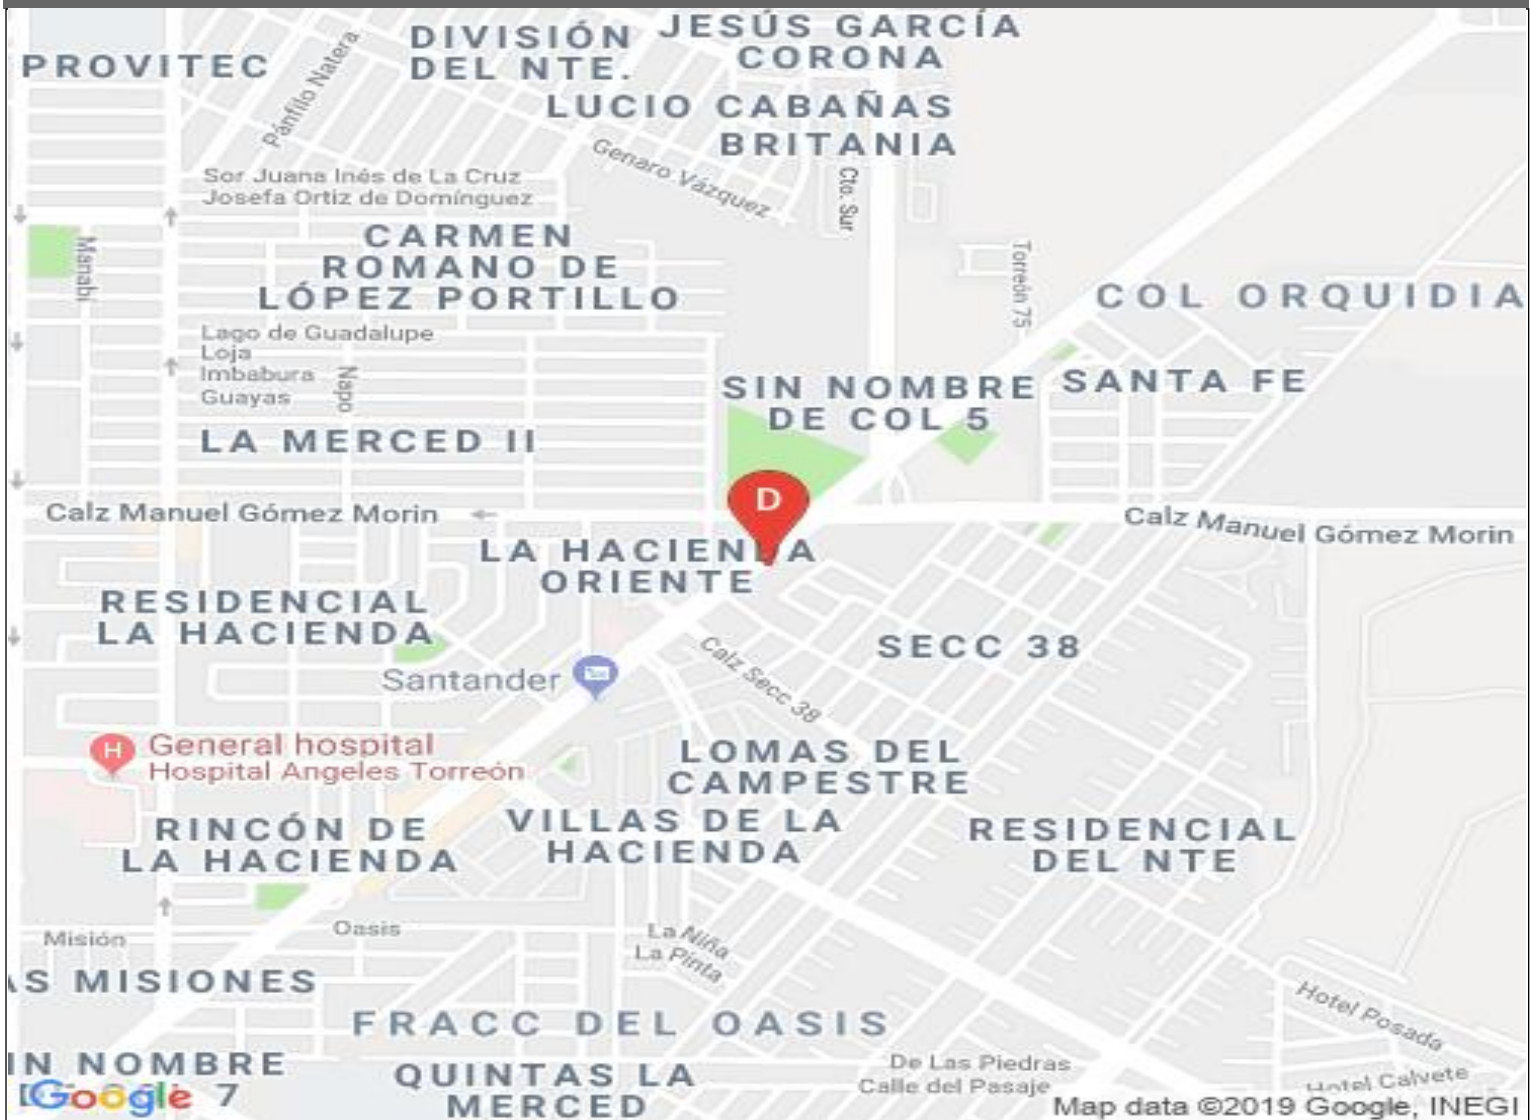 DIVISIÓN
DEL NTE.
JESÚS GARCÍA
CORONA
PROVITEC
Pánfilo Natera
LUCIO CABAÑAS
BRITANIA
Genaro Vázquez
Cto. Sur
Sor Juana Inés de La Cruz
Josefa Ortiz de Domínguez
CARMEN
ROMANO DE
LÓPEZ PORTILLO
Manabi
Torreón 75
COL ORQUIDIA
Lago de Guadalupe
Loja
Imbabura
Guayas
Napo
SIN NOMBRE
DE COL 5
SANTA FE
LA MERCED II
D
Calz Manuel Gómez Morin
Calz Manuel Gómez Morin
LA HACIENDA
ORIENTE
RESIDENCIAL
LA HACIENDA
SECC 38
Calz Secc 38
Santander
H
General hospital
Hospital Angeles Torreón
LOMAS DEL
CAMPESTRE
RINCÓN DE
LA HACIENDA
VILLAS DE LA
HACIENDA
RESIDENCIAL
DEL NTE
Misión
Oasis
La Niña
La Pinta
AS MISIONES
Hotel Posada
FRACC DEL OASIS
IN NOMBRE
7
QUINTAS LA
MERCED
De Las Piedras
Calle del Pasaje
Hotel Calvete
Google
Map data ©2019 Google, INEGI